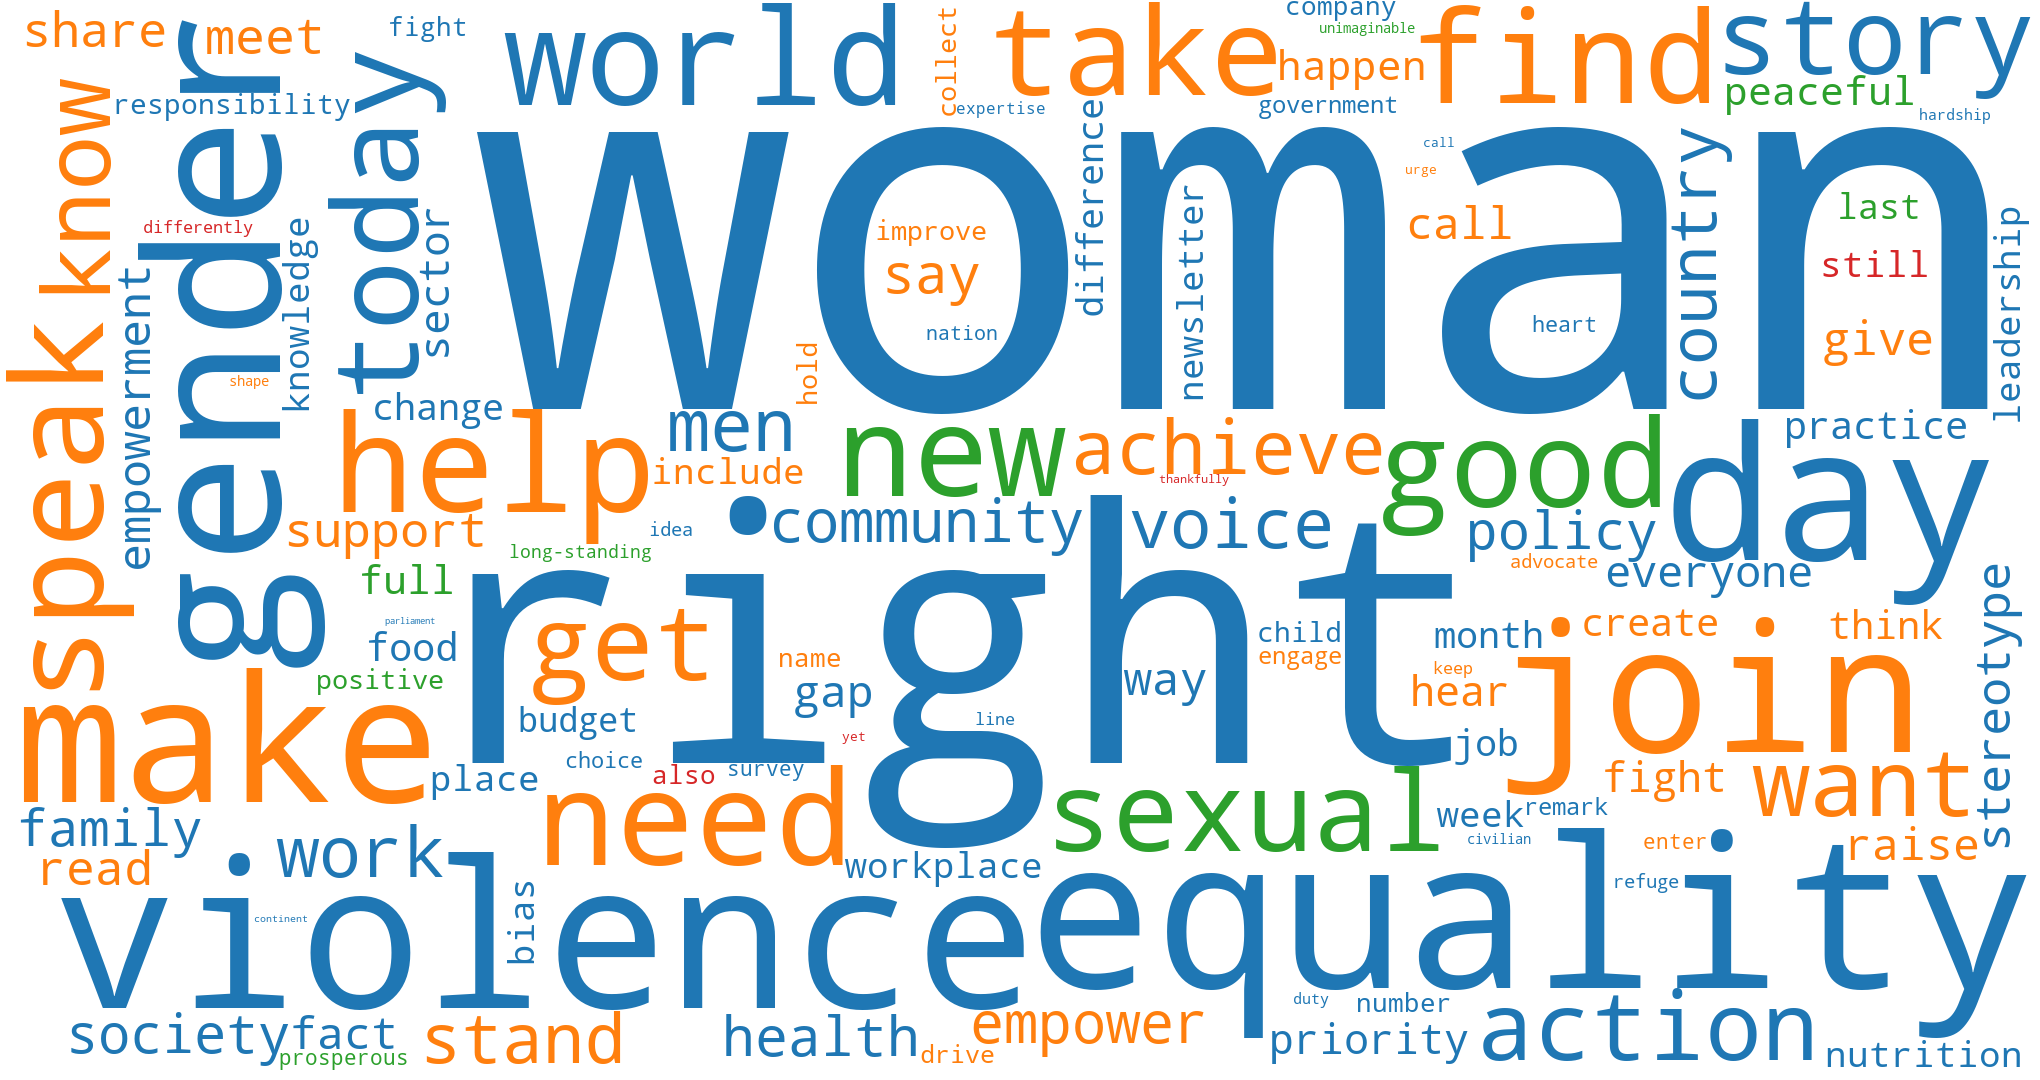 share
meet
fight
world
take
company
unimaginable
find
story
collect
happen
peaceful
responsibility
expertise
government
hardship
know
gender
today
woman
difference
call
urge
country
last
differently
sector
knowledge
improve
say
newsletter
call
still
leadership
empowerment
nation
heart
give
shape
hold
speak
change
men
new
achieve
good
day
practice
help
include
thankfully
support
idea
right
community
voice
policy
long-standing
advocate
everyone
full
stereotype
parliament
food
get
name
child
engage
month
join
create
think
positive
gap
way
keep
hear
make
budget
line
job
yet
choice
place
also
survey
need
sexual
fight
want
week
remark
family
work
civilian
enter
raise
read
workplace
violence
equality
refuge
bias
continent
society
fact
stand
health
empower
duty
number
action
priority
prosperous
drive
nutrition